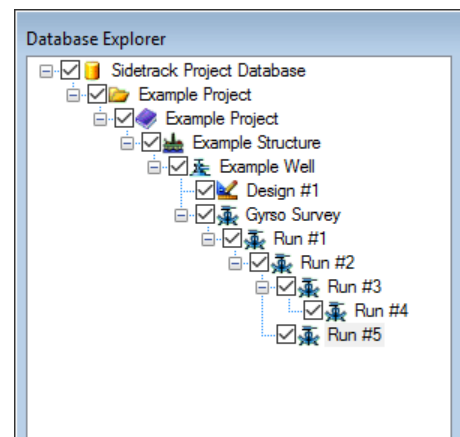 Database Explorer
Sidetrack Project Database
Example Project
Example Project
Example Structure
Example Well
Design #1
Gyrso Survey
Run #1
Run #2
Run #3
Run #4
Run #5